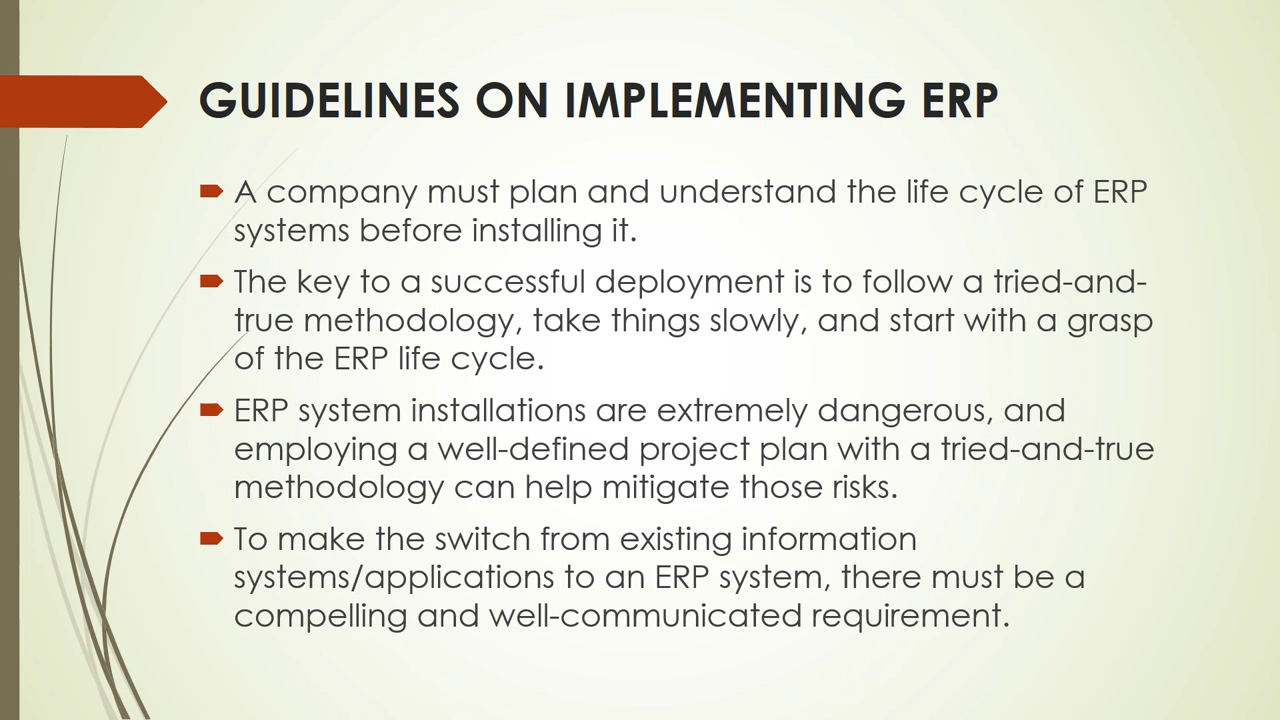 GUIDELINES ON IMPLEMENTING ERP
A company must plan and understand the life cycle of ERP
systems before installing it.
The key to a successful deployment is to follow a tried-and-
true methodology, take things slowly, and start with a grasp
of the ERP life cycle.
ERP system installations are extremely dangerous, and
employing a well-defined project plan with a tried-and-true
methodology can help mitigate those risks.
To make the switch from existing information
systems/applications to an ERP system, there must be a
compelling and well-communicated requirement.